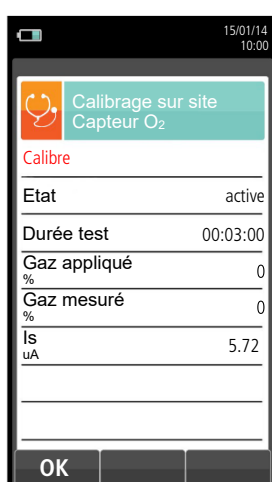 15/01/14
10:00
Calibrage sur site
Capteur O₂
Calibre
Etat active
Durée test 00:03:00
Gaz appliqué 0
%
Gaz mesuré 0
%
Is 5.72
uA
OK